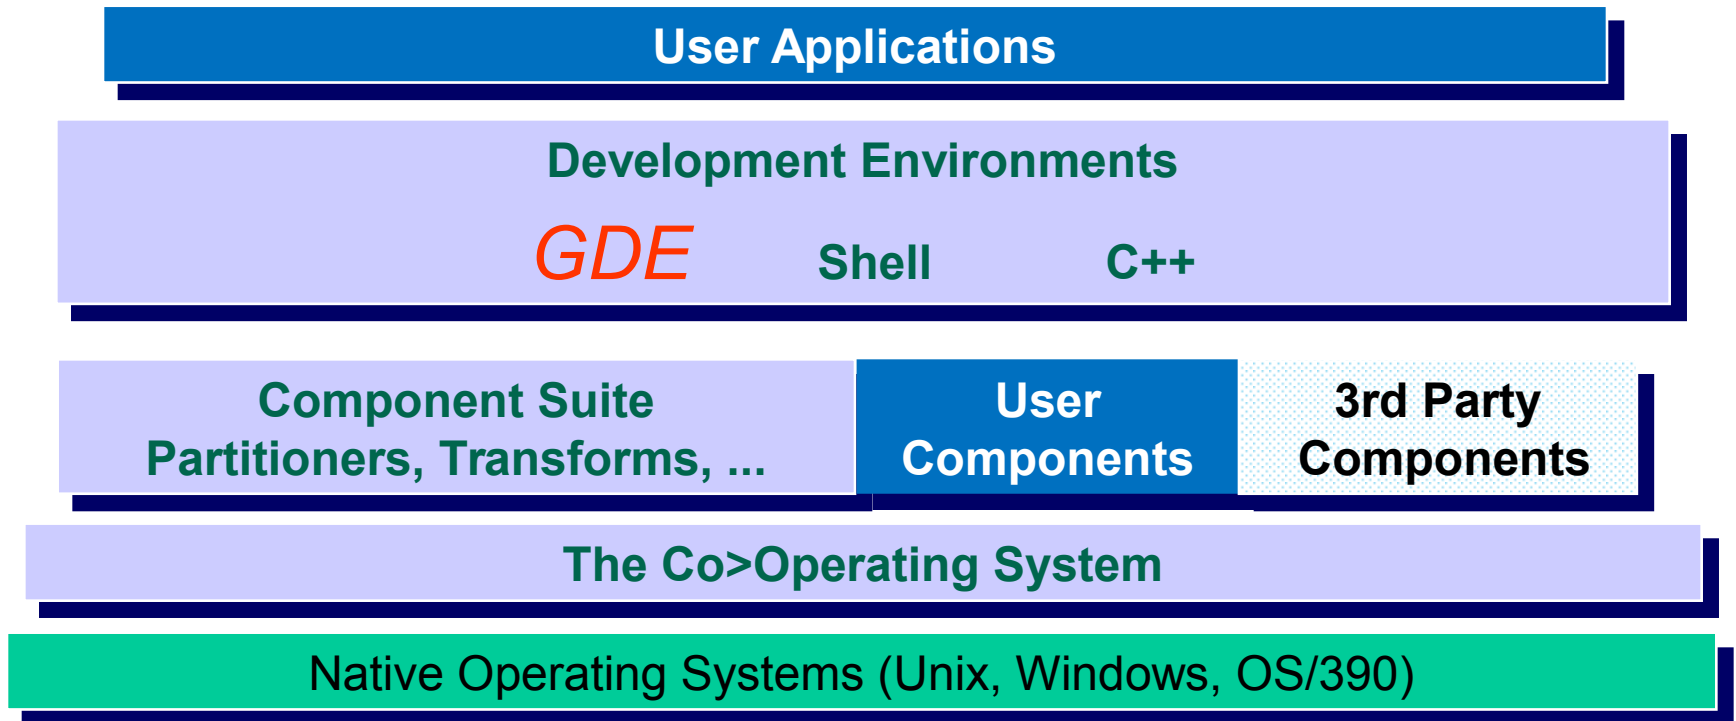 User Applications
Development Environments
GDE Shell C++
Component Suite
Partitioners, Transforms, ...
User
Components
3rd Party
Components
The Co>Operating System
Native Operating Systems (Unix, Windows, OS/390)